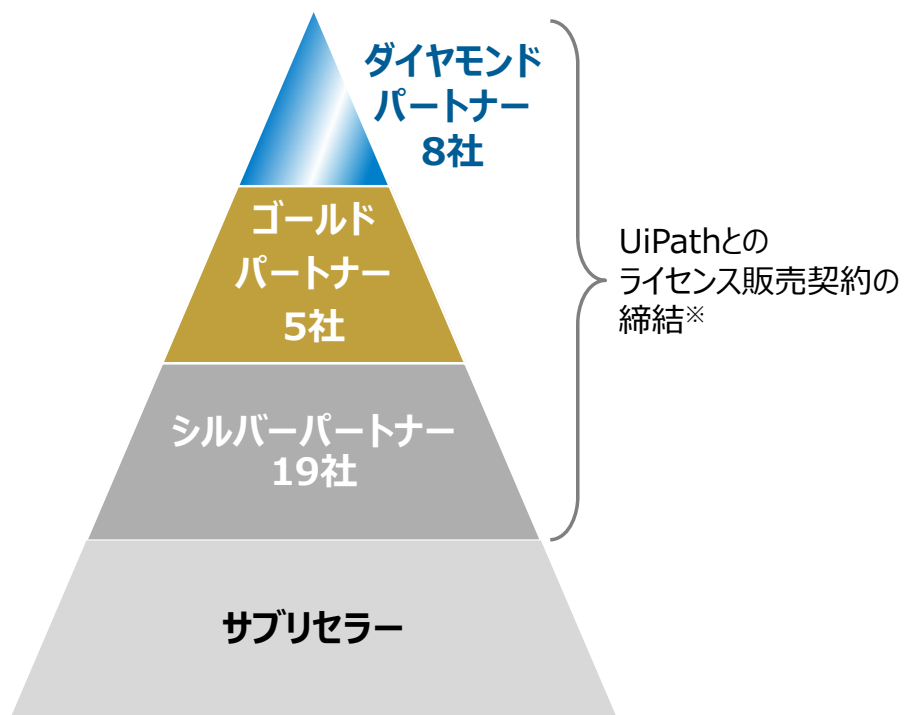 ダイヤモンド
パートナー
8社
ゴールド
パートナー
5社
UiPathとの
ライセンス販売契約の
締結※
シルバーパートナー
19社
サブリセラー